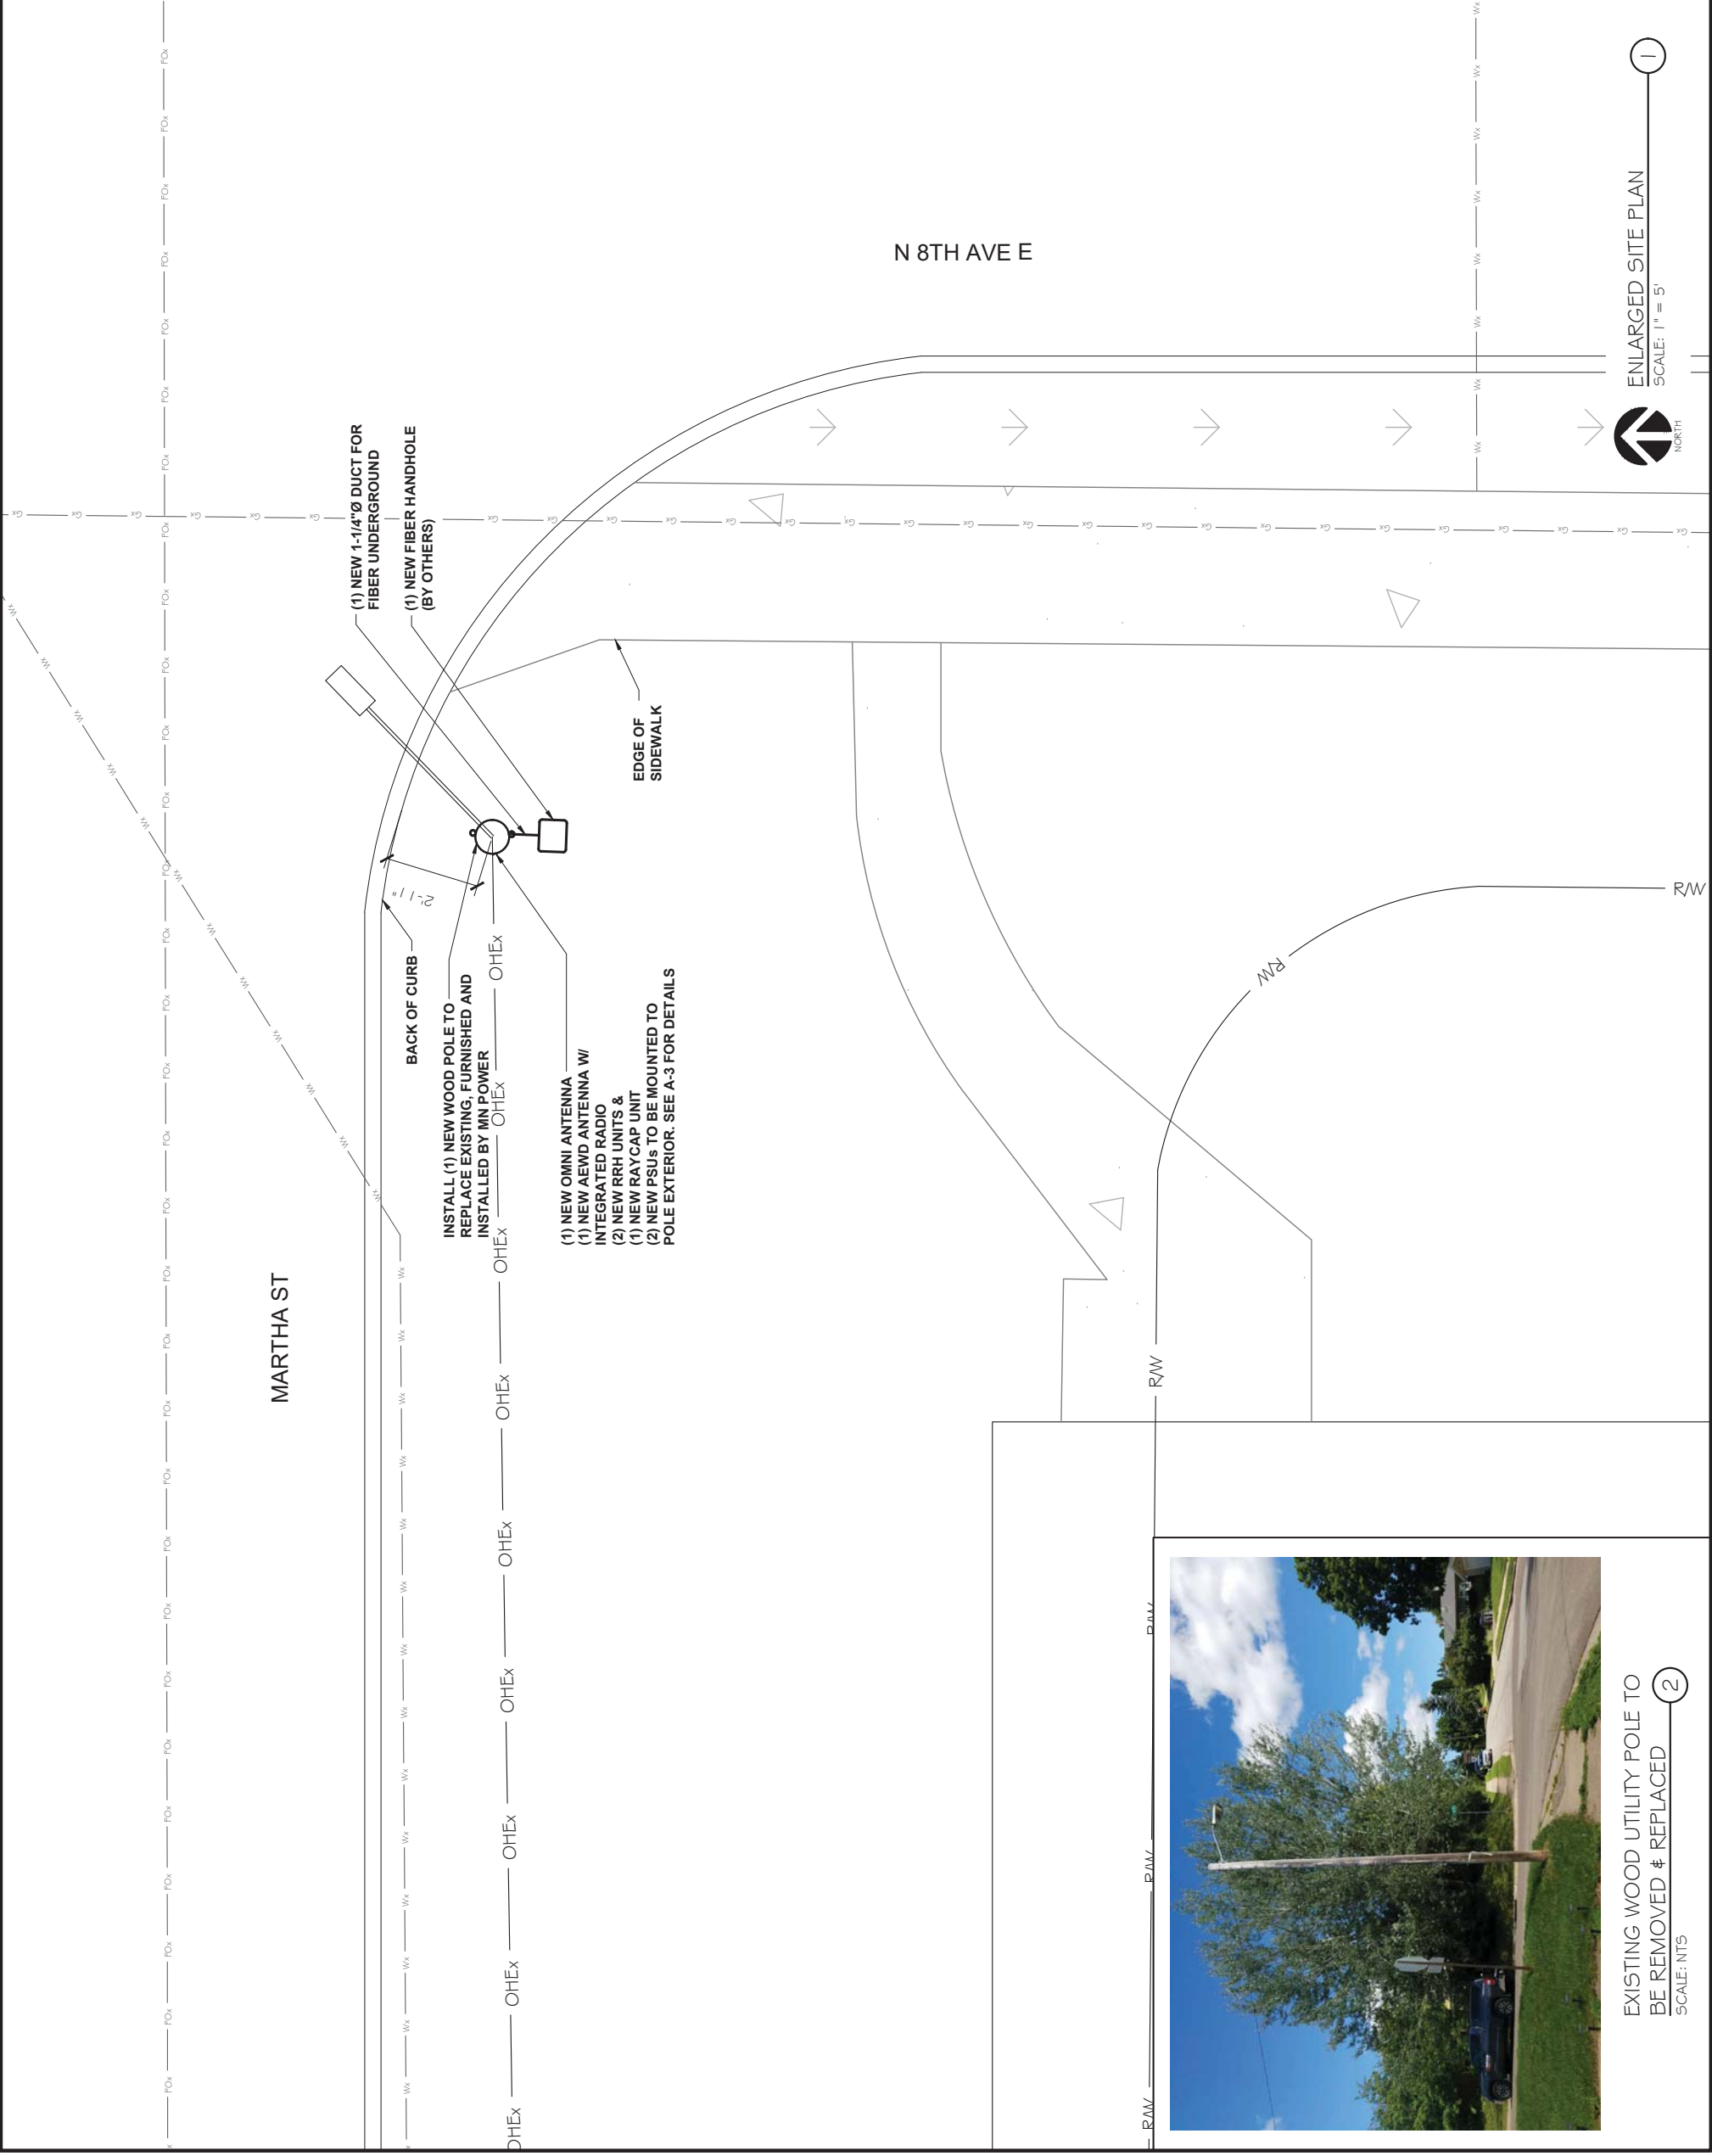 MARTHA ST
N 8TH AVE E
(1) NEW 1-1/4"Ø DUCT FOR
FIBER UNDERGROUND
(1) NEW FIBER HANDHOLE
(BY OTHERS)
EDGE OF
SIDEWALK
2'-11"
BACK OF CURB
INSTALL (1) NEW WOOD POLE TO
REPLACE EXISTING, FURNISHED AND
INSTALLED BY MN POWER
(1) NEW OMNI ANTENNA
(1) NEW AEWD ANTENNA W/
INTEGRATED RADIO
(2) NEW RRH UNITS &
(1) NEW RAYCAP UNIT
(2) NEW PSUs TO BE MOUNTED TO
POLE EXTERIOR. SEE A-3 FOR DETAILS
FOx
Wx
Gx
OHEx
R/W
EXISTING WOOD UTILITY POLE TO
BE REMOVED & REPLACED
2
SCALE: NTS
NORTH
ENLARGED SITE PLAN
1
SCALE: 1" = 5'